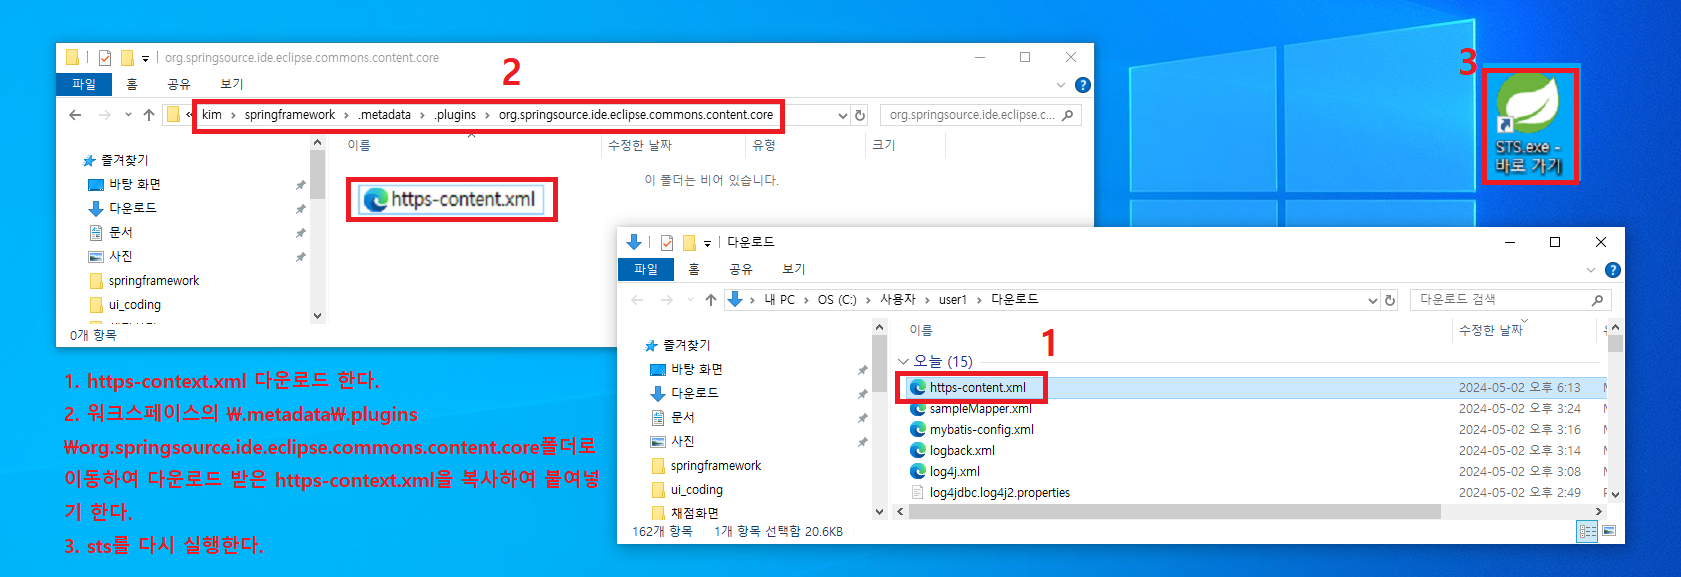 org.springsource.ide.eclipse.commons.content.core
파일 홈 공유 보기
2
« kim › springframework › .metadata › .plugins › org.springsource.ide.eclipse.commons.content.core
org.springsource.ide.eclipse.c...
이름 수정한 날짜 유형 크기
이 폴더는 비어 있습니다.
https-content.xml
즐겨찾기
바탕 화면
다운로드
문서
사진
springframework
ui_coding
0개 항목
3
STS.exe -
바로 가기
다운로드
파일 홈 공유 보기
내 PC › OS (C:) › 사용자 › user1 › 다운로드
다운로드 검색
이름 수정한 날짜
1
즐겨찾기
바탕 화면
다운로드
문서
사진
springframework
ui_coding
채점화면
오늘 (15)
https-content.xml 2024-05-02 오후 6:13
sampleMapper.xml 2024-05-02 오후 3:24
mybatis-config.xml 2024-05-02 오후 3:16
logback.xml 2024-05-02 오후 3:14
log4j.xml 2024-05-02 오후 3:08
log4jdbc.log4j2.properties 2024-05-02 오후 2:49
162개 항목 1개 항목 선택함 20.6KB
1. https-context.xml 다운로드 한다.
2. 워크스페이스의 ₩.metadata₩.plugins
₩org.springsource.ide.eclipse.commons.content.core폴더로
이동하여 다운로드 받은 https-context.xml을 복사하여 붙여넣
기 한다.
3. sts를 다시 실행한다.